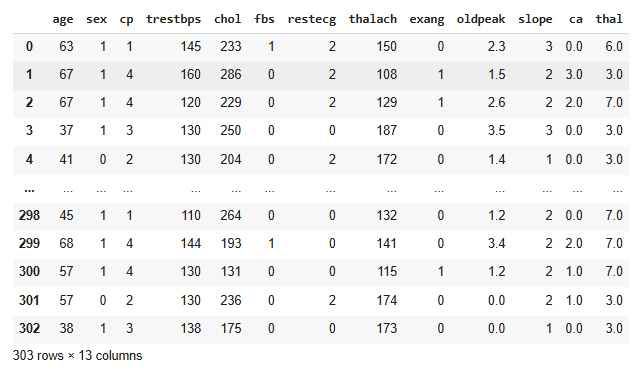 age sex cp trestbps chol fbs restecg thalach exang oldpeak slope ca thal
0 63 1 1 145 233 1 2 150 0 2.3 3 0.0 6.0
1 67 1 4 160 286 0 2 108 1 1.5 2 3.0 3.0
2 67 1 4 120 229 0 2 129 1 2.6 2 2.0 7.0
3 37 1 3 130 250 0 0 187 0 3.5 3 0.0 3.0
4 41 0 2 130 204 0 2 172 0 1.4 1 0.0 3.0
... ... ... ... ... ... ... ... ... ... ... ... ... ...
298 45 1 1 110 264 0 0 132 0 1.2 2 0.0 7.0
299 68 1 4 144 193 1 0 141 0 3.4 2 2.0 7.0
300 57 1 4 130 131 0 0 115 1 1.2 2 1.0 7.0
301 57 0 2 130 236 0 2 174 0 0.0 2 1.0 3.0
302 38 1 3 138 175 0 0 173 0 0.0 1 0.0 3.0
303 rows × 13 columns